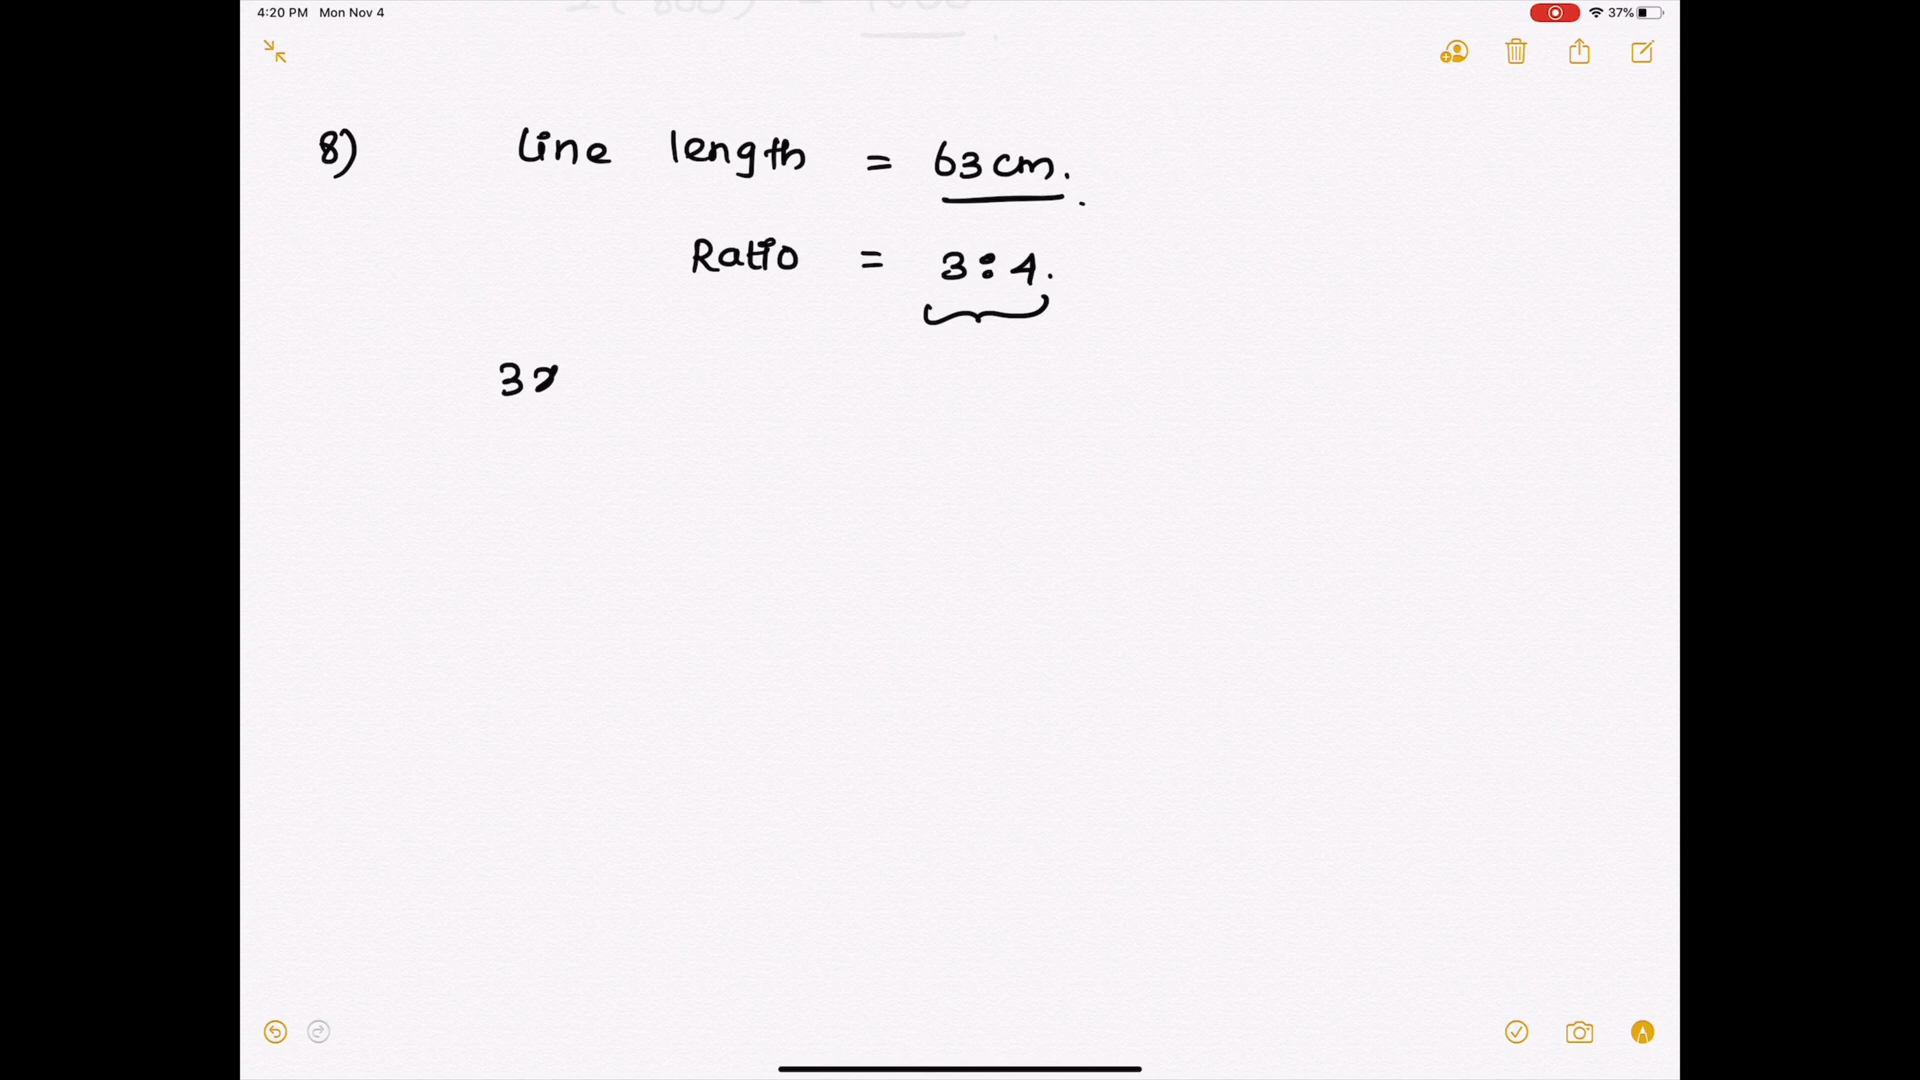 4:20 PM Mon Nov 4
37%
8) Line length = 63 cm.
Ratio = 3 : 4.
3x